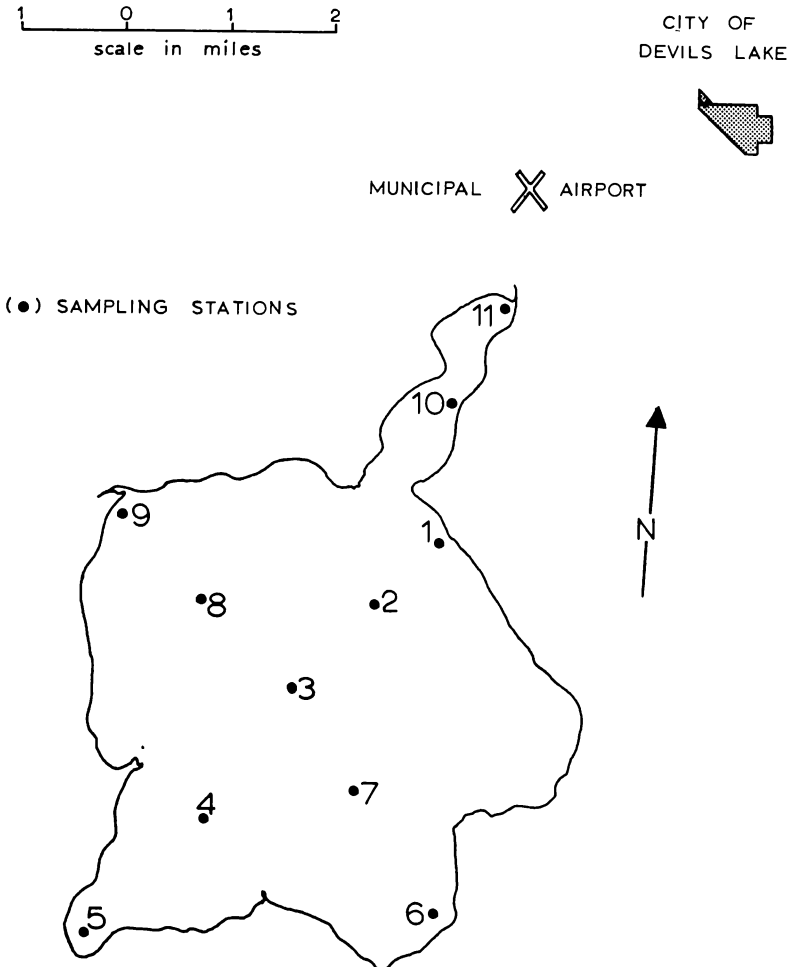 1 0 1 2
scale in miles
CITY OF
DEVILS LAKE
MUNICIPAL AIRPORT
(●) SAMPLING STATIONS
11
10
9
1
8
2
3
7
4
5
6
N